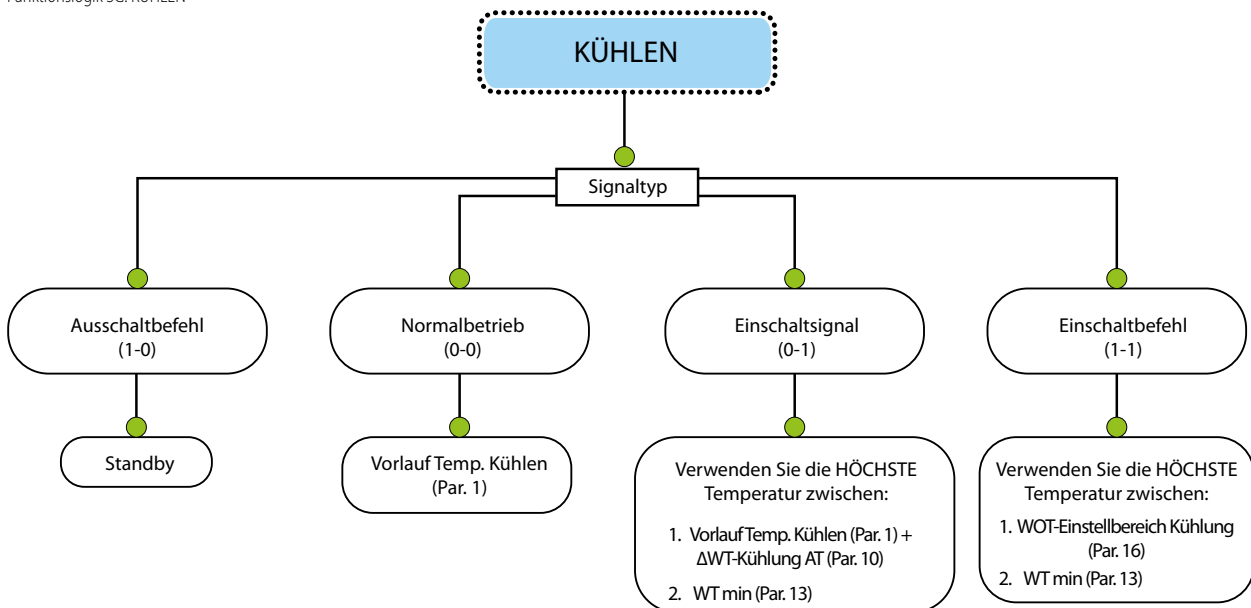 KÜHLEN
Signaltyp
Ausschaltbefehl
(1-0)
Normalbetrieb
(0-0)
Einschaltsignal
(0-1)
Einschaltbefehl
(1-1)
Standby
Vorlauf Temp. Kühlen
(Par. 1)
Verwenden Sie die HÖCHSTE
Temperatur zwischen:
1. Vorlauf Temp. Kühlen (Par. 1) +
ΔWT-Kühlung AT (Par. 10)
2. WT min (Par. 13)
Verwenden Sie die HÖCHSTE
Temperatur zwischen:
1. WOT-Einstellbereich Kühlung
(Par. 16)
2. WT min (Par. 13)